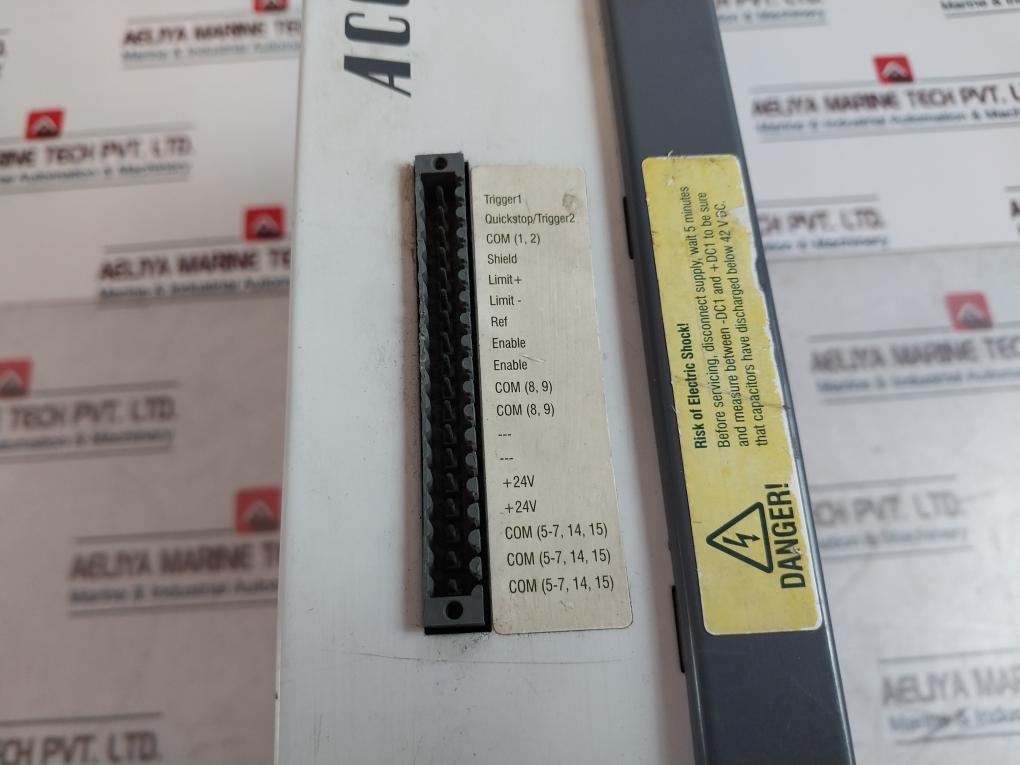 ACO
Trigger1
Quickstop/Trigger2
COM (1, 2)
Shield
Limit+
Limit -
Ref
Enable
Enable
COM (8, 9)
COM (8, 9)
---
---
+24V
+24V
COM (5-7, 14, 15)
COM (5-7, 14, 15)
COM (5-7, 14, 15)
DANGER!
Risk of Electric Shock!
Before servicing, disconnect supply, wait 5 minutes
and measure between -DC1 and +DC1 to be sure
that capacitors have discharged below 42 V DC.
AELIYA MARINE TECH PVT. LTD.
Marine & Industrial Automation & Machinery